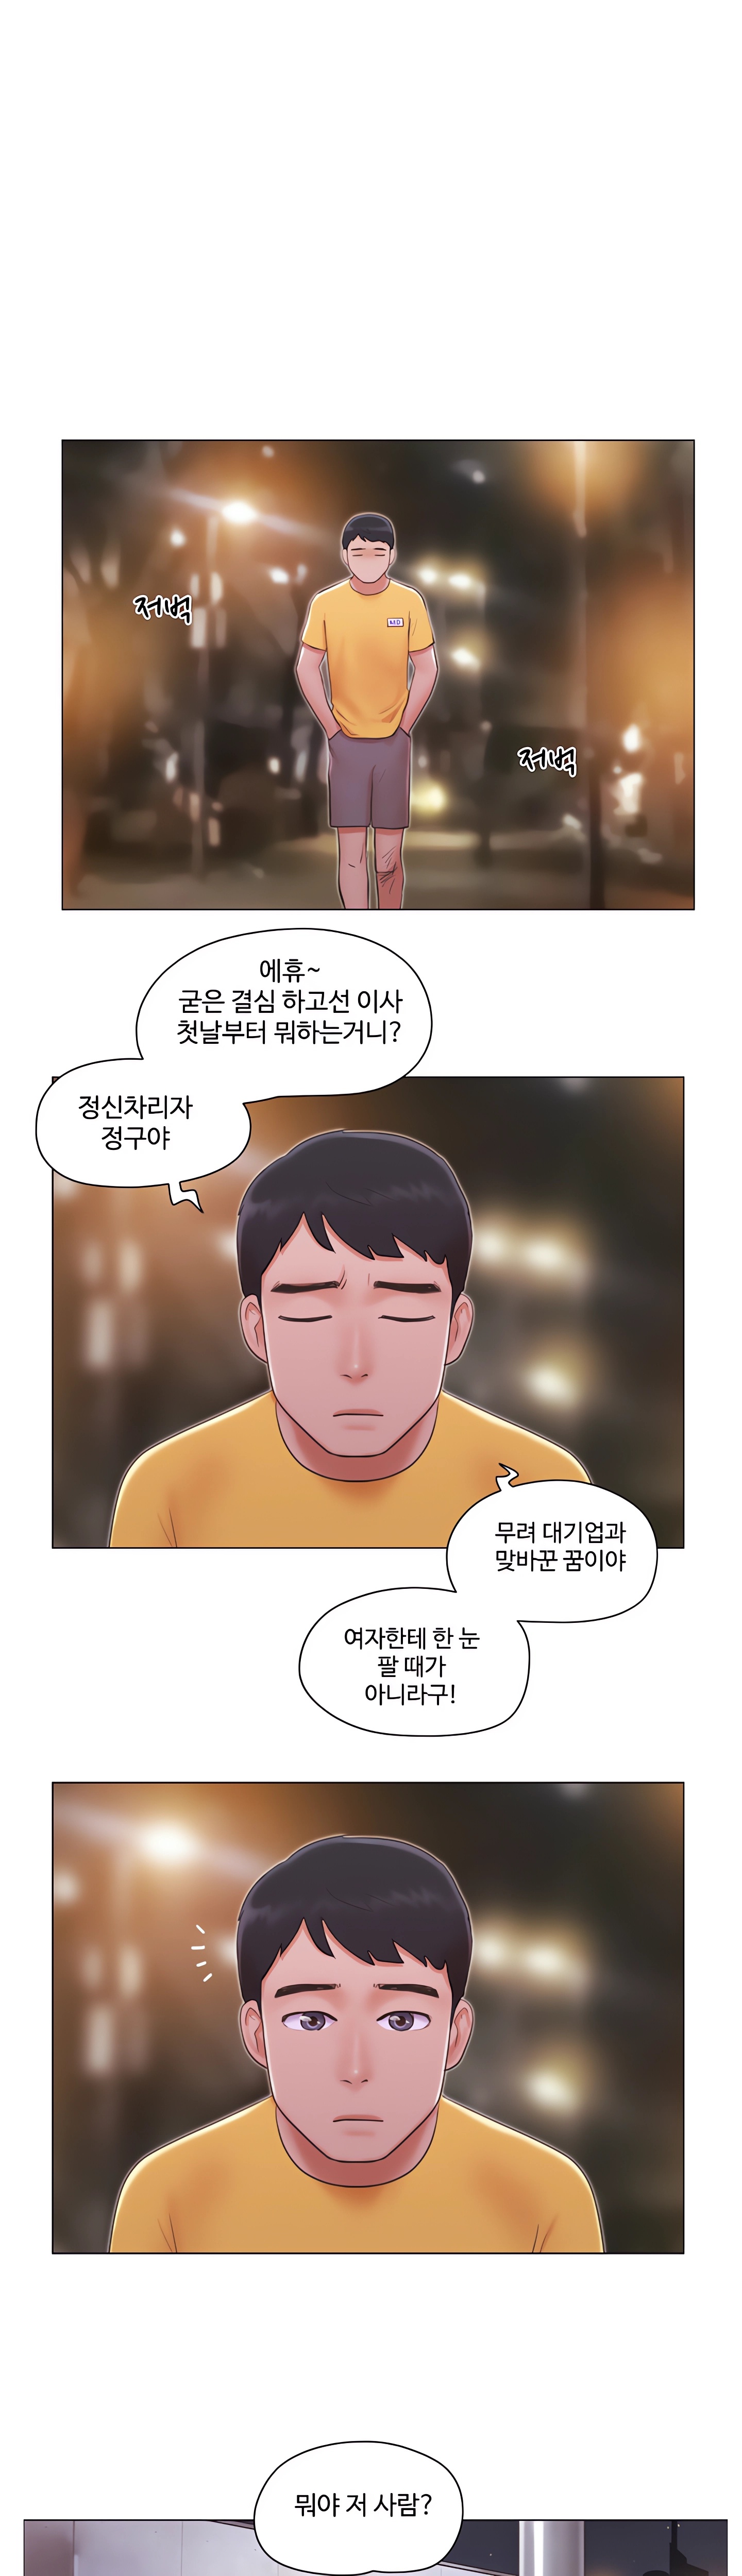 저벅
저벅
에휴~
굳은 결심 하고선 이사
첫날부터 뭐하는거니?
정신차리자
정구야
무려 대기업과
맞바꾼 꿈이야
여자한테 한 눈
팔 때가
아니라구!
뭐야 저 사람?